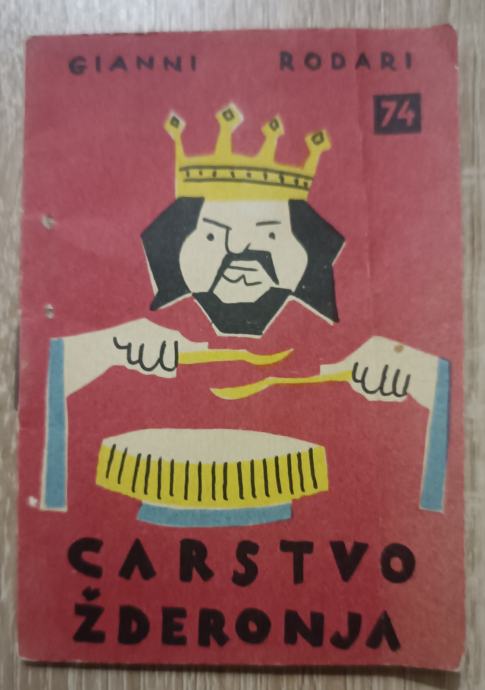 GIANNI RODARI
74
CARSTVO
ŽDERONJA